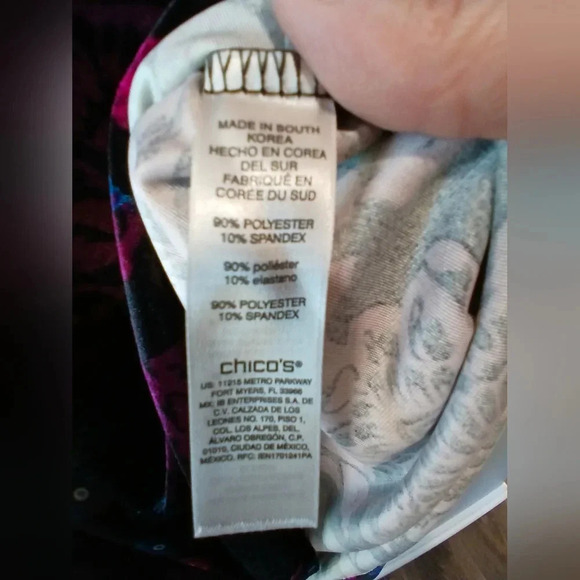 MADE IN SOUTH
KOREA
HECHO EN COREA
DEL SUR
FABRIQUÉ EN
CORÉE DU SUD
90% POLYESTER
10% SPANDEX
90% poliéster
10% elastano
90% POLYESTER
10% SPANDEX
chico's®
US: 11215 METRO PARKWAY
FORT MYERS, FL 33966
MX: IB ENTERPRISES S.A. DE
C.V. CALZADA DE LOS
LEONES NO. 170, PISO 1,
COL. LOS ALPES, DEL.
ÁLVARO OBREGÓN, C.P.
01010, CIUDAD DE MÉXICO,
MÉXICO. RFC: IEN1701241PA